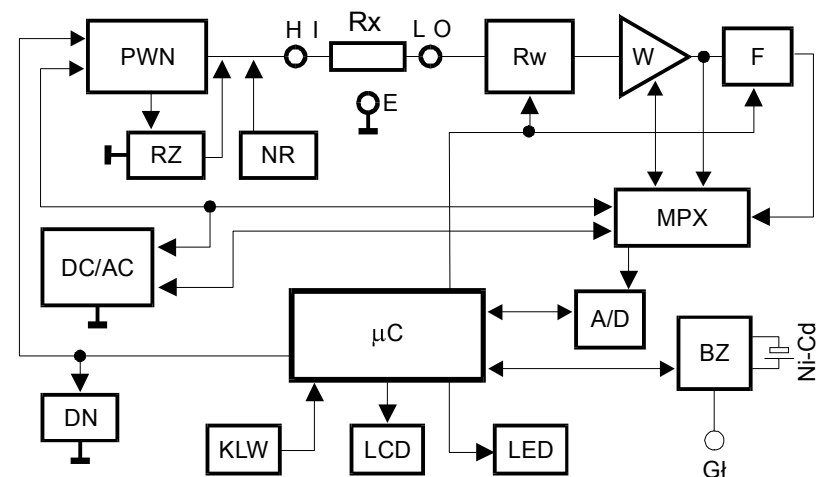 H I
Rx
L O
PWN
Rw
W
F
E
RZ
NR
MPX
DC/AC
μC
A/D
BZ
Ni-Cd
DN
KLW
LCD
LED
Gł